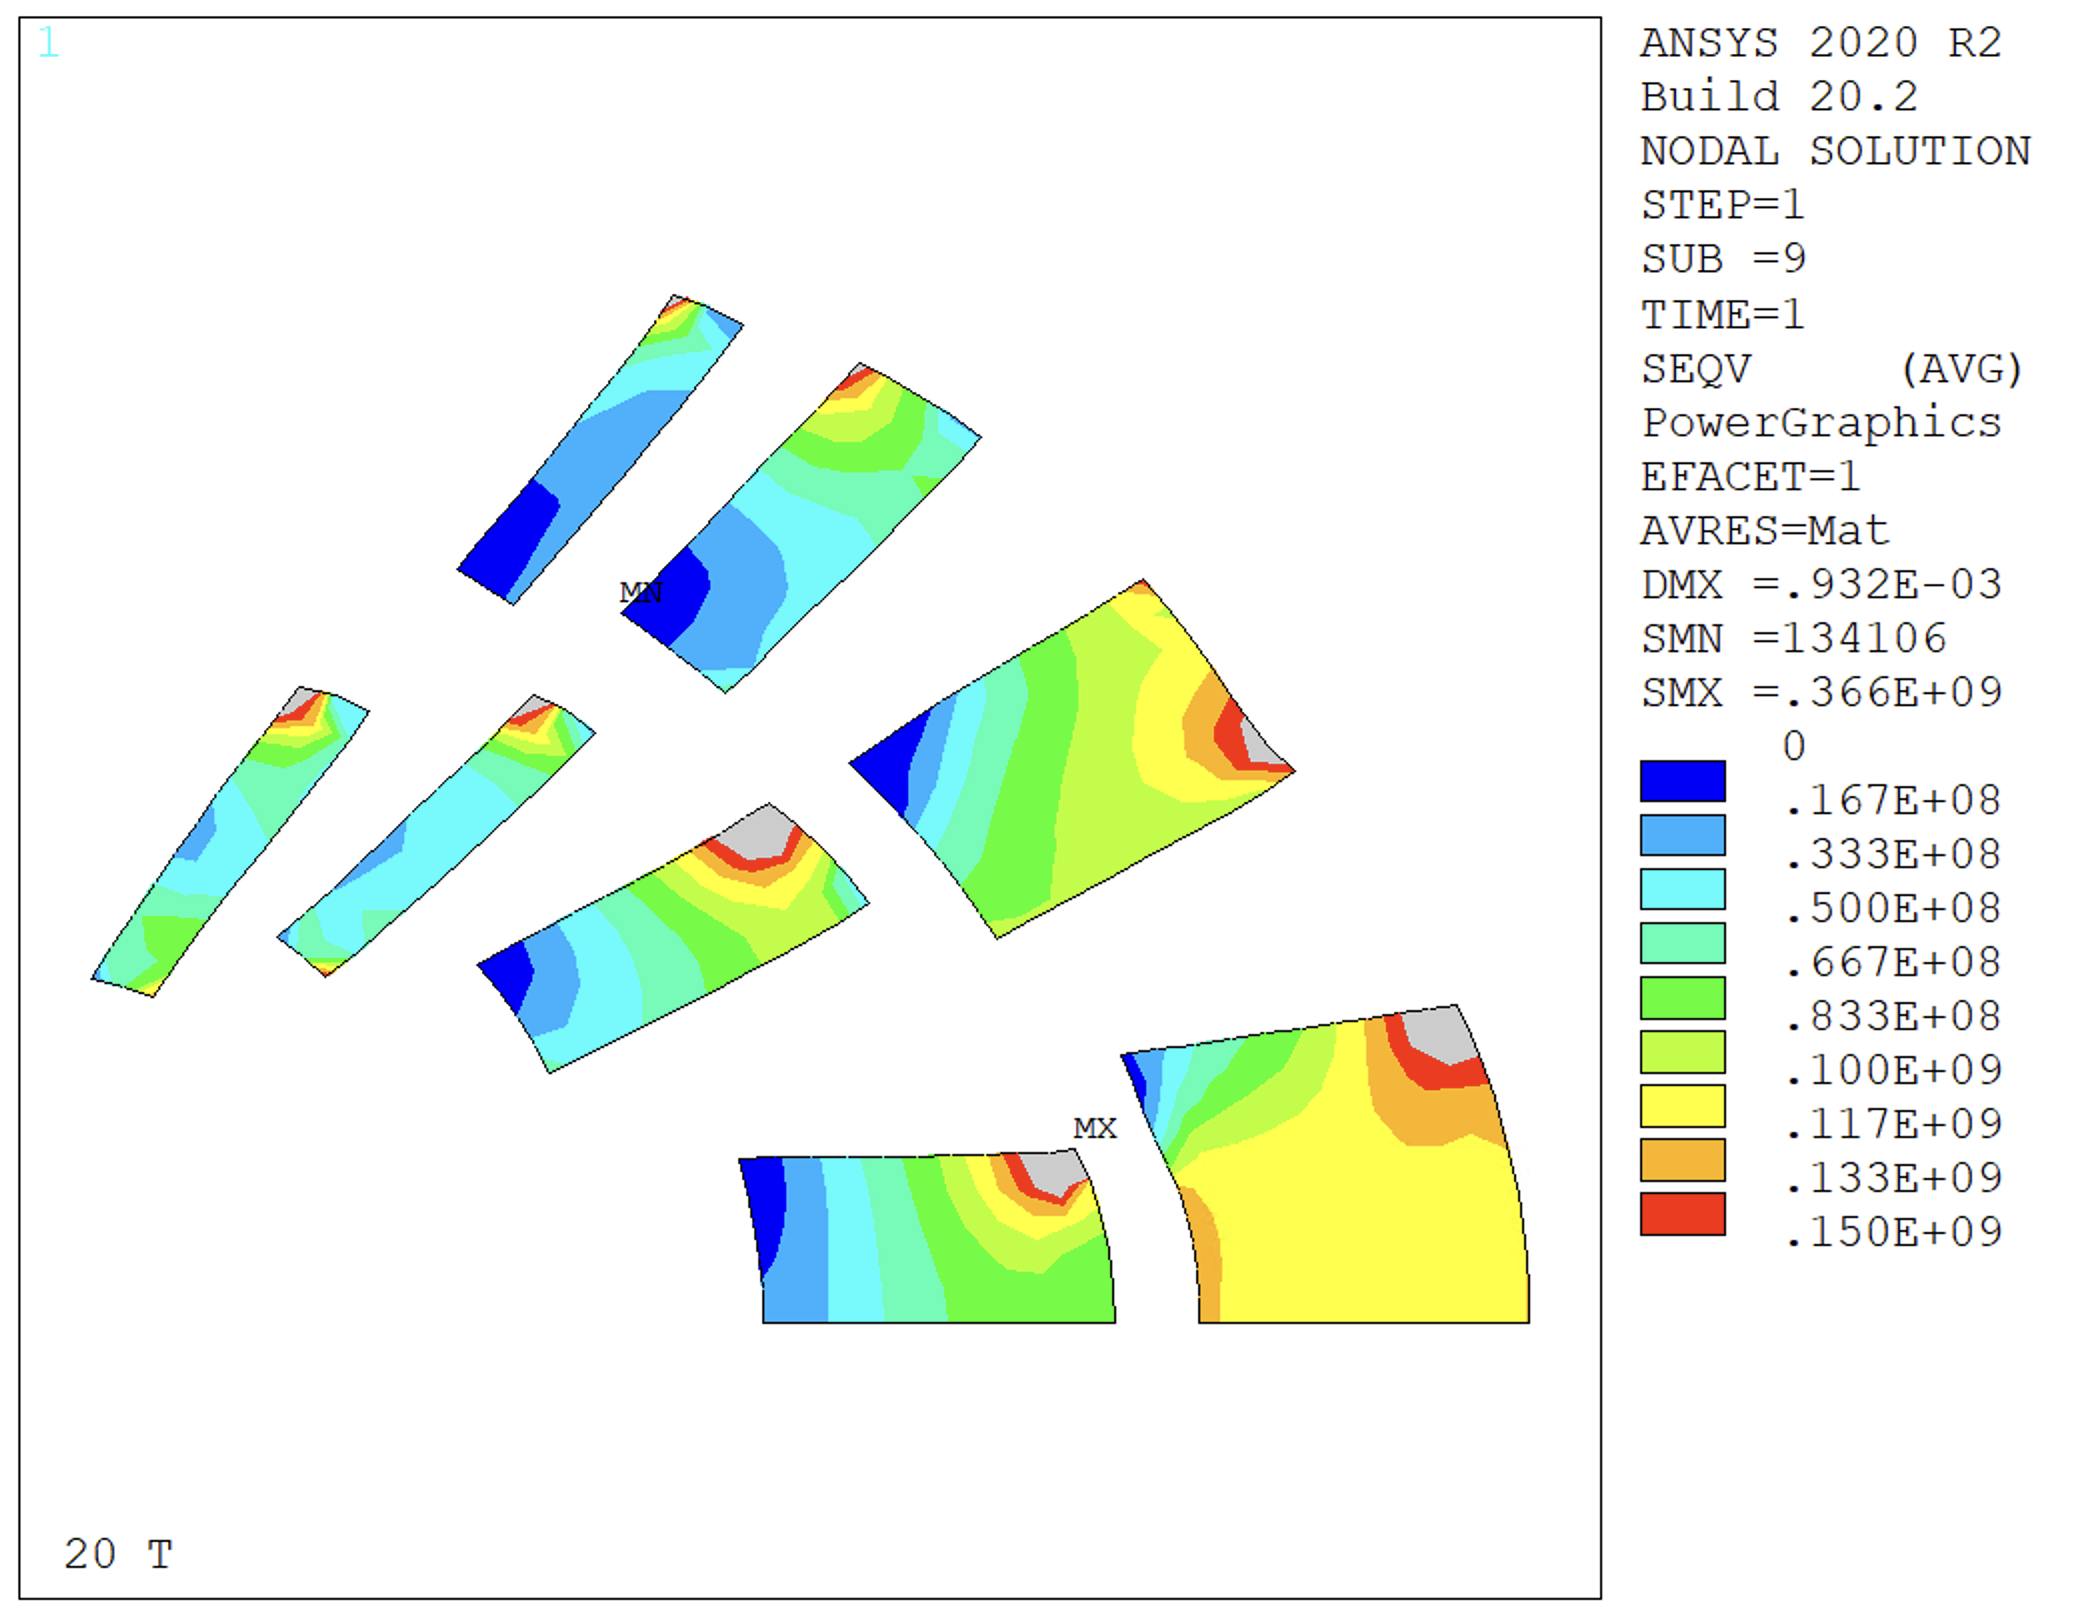 1
ANSYS 2020 R2
Build 20.2
NODAL SOLUTION
STEP=1
SUB =9
TIME=1
SEQV (AVG)
PowerGraphics
EFACET=1
AVRES=Mat
DMX =.932E-03
SMN =134106
SMX =.366E+09
0
.167E+08
.333E+08
.500E+08
.667E+08
.833E+08
.100E+09
.117E+09
.133E+09
.150E+09
MN
MX
20 T